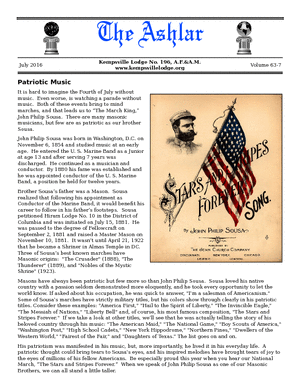 The Ashlar
July 2016
Kempsville Lodge No. 196, A.F.&A.M.
www.kempsvillelodge.org
Volume 63-7
Patriotic Music
It is hard to imagine the Fourth of July without
music. Even worse, is watching a parade without
music. Both of these events bring to mind
marches, and that leads us to "The March King,"
John Philip Sousa. There are many masonic
musicians, but few are as patriotic as our brother
Sousa.
John Philip Sousa was born in Washington, D.C. on
November 6, 1854 and studied music at an early
age. He entered the U. S. Marine Band as a Junior
at age 13 and after serving 7 years was
discharged. He continued as a musician and
conductor. By 1880 his fame was established and
he was appointed conductor of the U. S. Marine
Band, a position he held for twelve years.
Brother Sousa's father was a Mason. Sousa
realized that following this appointment as
Conductor of the Marine Band, it would benefit his
career to follow in his father's footsteps. Sousa
petitioned Hiram Lodge No. 10 in the District of
Columbia and was initiated on July 15, 1881. He
was passed to the degree of Fellowcraft on
September 2, 1881 and raised a Master Mason on
November 18, 1881. It wasn't until April 21, 1922
that he became a Shriner in Almas Temple in DC.
Three of Sousa's best known marches have
Masonic origins: "The Crusader" (1888), "The
Thunderer" (1889), and "Nobles of the Mystic
Shrine" (1923).
STARS STRIPES
FOREVER
SONG
BY JOHN PHILIP SOUSA
THE JOHN CHURCH COMPANY
CINCINNATI NEW YORK CHICAGO
Masons have always been patriotic but few more so than John Philip Sousa. Sousa loved his native
country with a passion seldom demonstrated more eloquently, and he took every opportunity to let the
world know it! If asked about his origins, he was quick to answer, "I'm a salesman of Americanism."
Some of Sousa's marches have strictly military titles, but his colors show through clearly in his patriotic
titles. Consider these examples: "America First," "Hail to the Spirit of Liberty," "The Invincible Eagle,"
"The Messiah of Nations," "Liberty Bell" and, of course, his most famous composition, "The Stars and
Stripes Forever." If we take a look at other titles, we'll see that he was actually telling the story of his
beloved country through his music: "The American Maid," "The National Game," "Boy Scouts of America,"
"Washington Post," "High School Cadets," "New York Hippodrome," "Northern Pines," "Dwellers of the
Western World," "Parrot of the Fair," and "Daughters of Texas." The list goes on and on.
His patriotism was manifested in his music, but, more importantly, he lived it in his everyday life. A
patriotic thought could bring tears to Sousa's eyes, and his inspired melodies have brought tears of joy to
the eyes of millions of his fellow Americans. Be especially proud this year when you hear our National
March, "The Stars and Stripes Forever." When we speak of John Philip Sousa as one of our Masonic
Brothers, we can all stand a little taller.